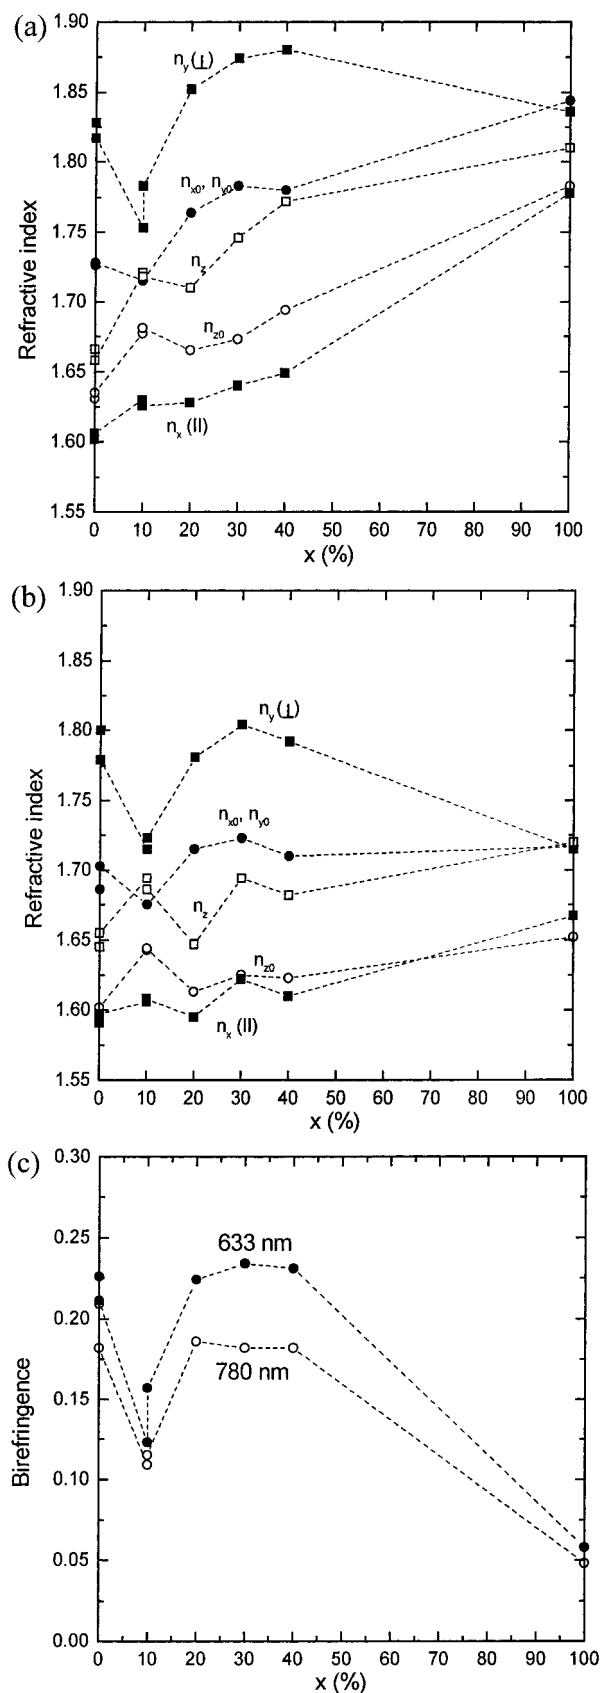 (a)
1.90
1.85
1.80
1.75
1.70
1.65
1.60
1.55
Refractive index
n_y (⊥)
n_x0, n_y0
n_z
n_z0
n_x (II)
0 10 20 30 40 50 60 70 80 90 100
x (%)
(b)
1.90
1.85
1.80
1.75
1.70
1.65
1.60
1.55
Refractive index
n_y (⊥)
n_x0, n_y0
n_z
n_z0
n_x (II)
0 10 20 30 40 50 60 70 80 90 100
x (%)
(c)
0.30
0.25
0.20
0.15
0.10
0.05
0.00
Birefringence
633 nm
780 nm
0 10 20 30 40 50 60 70 80 90 100
x (%)